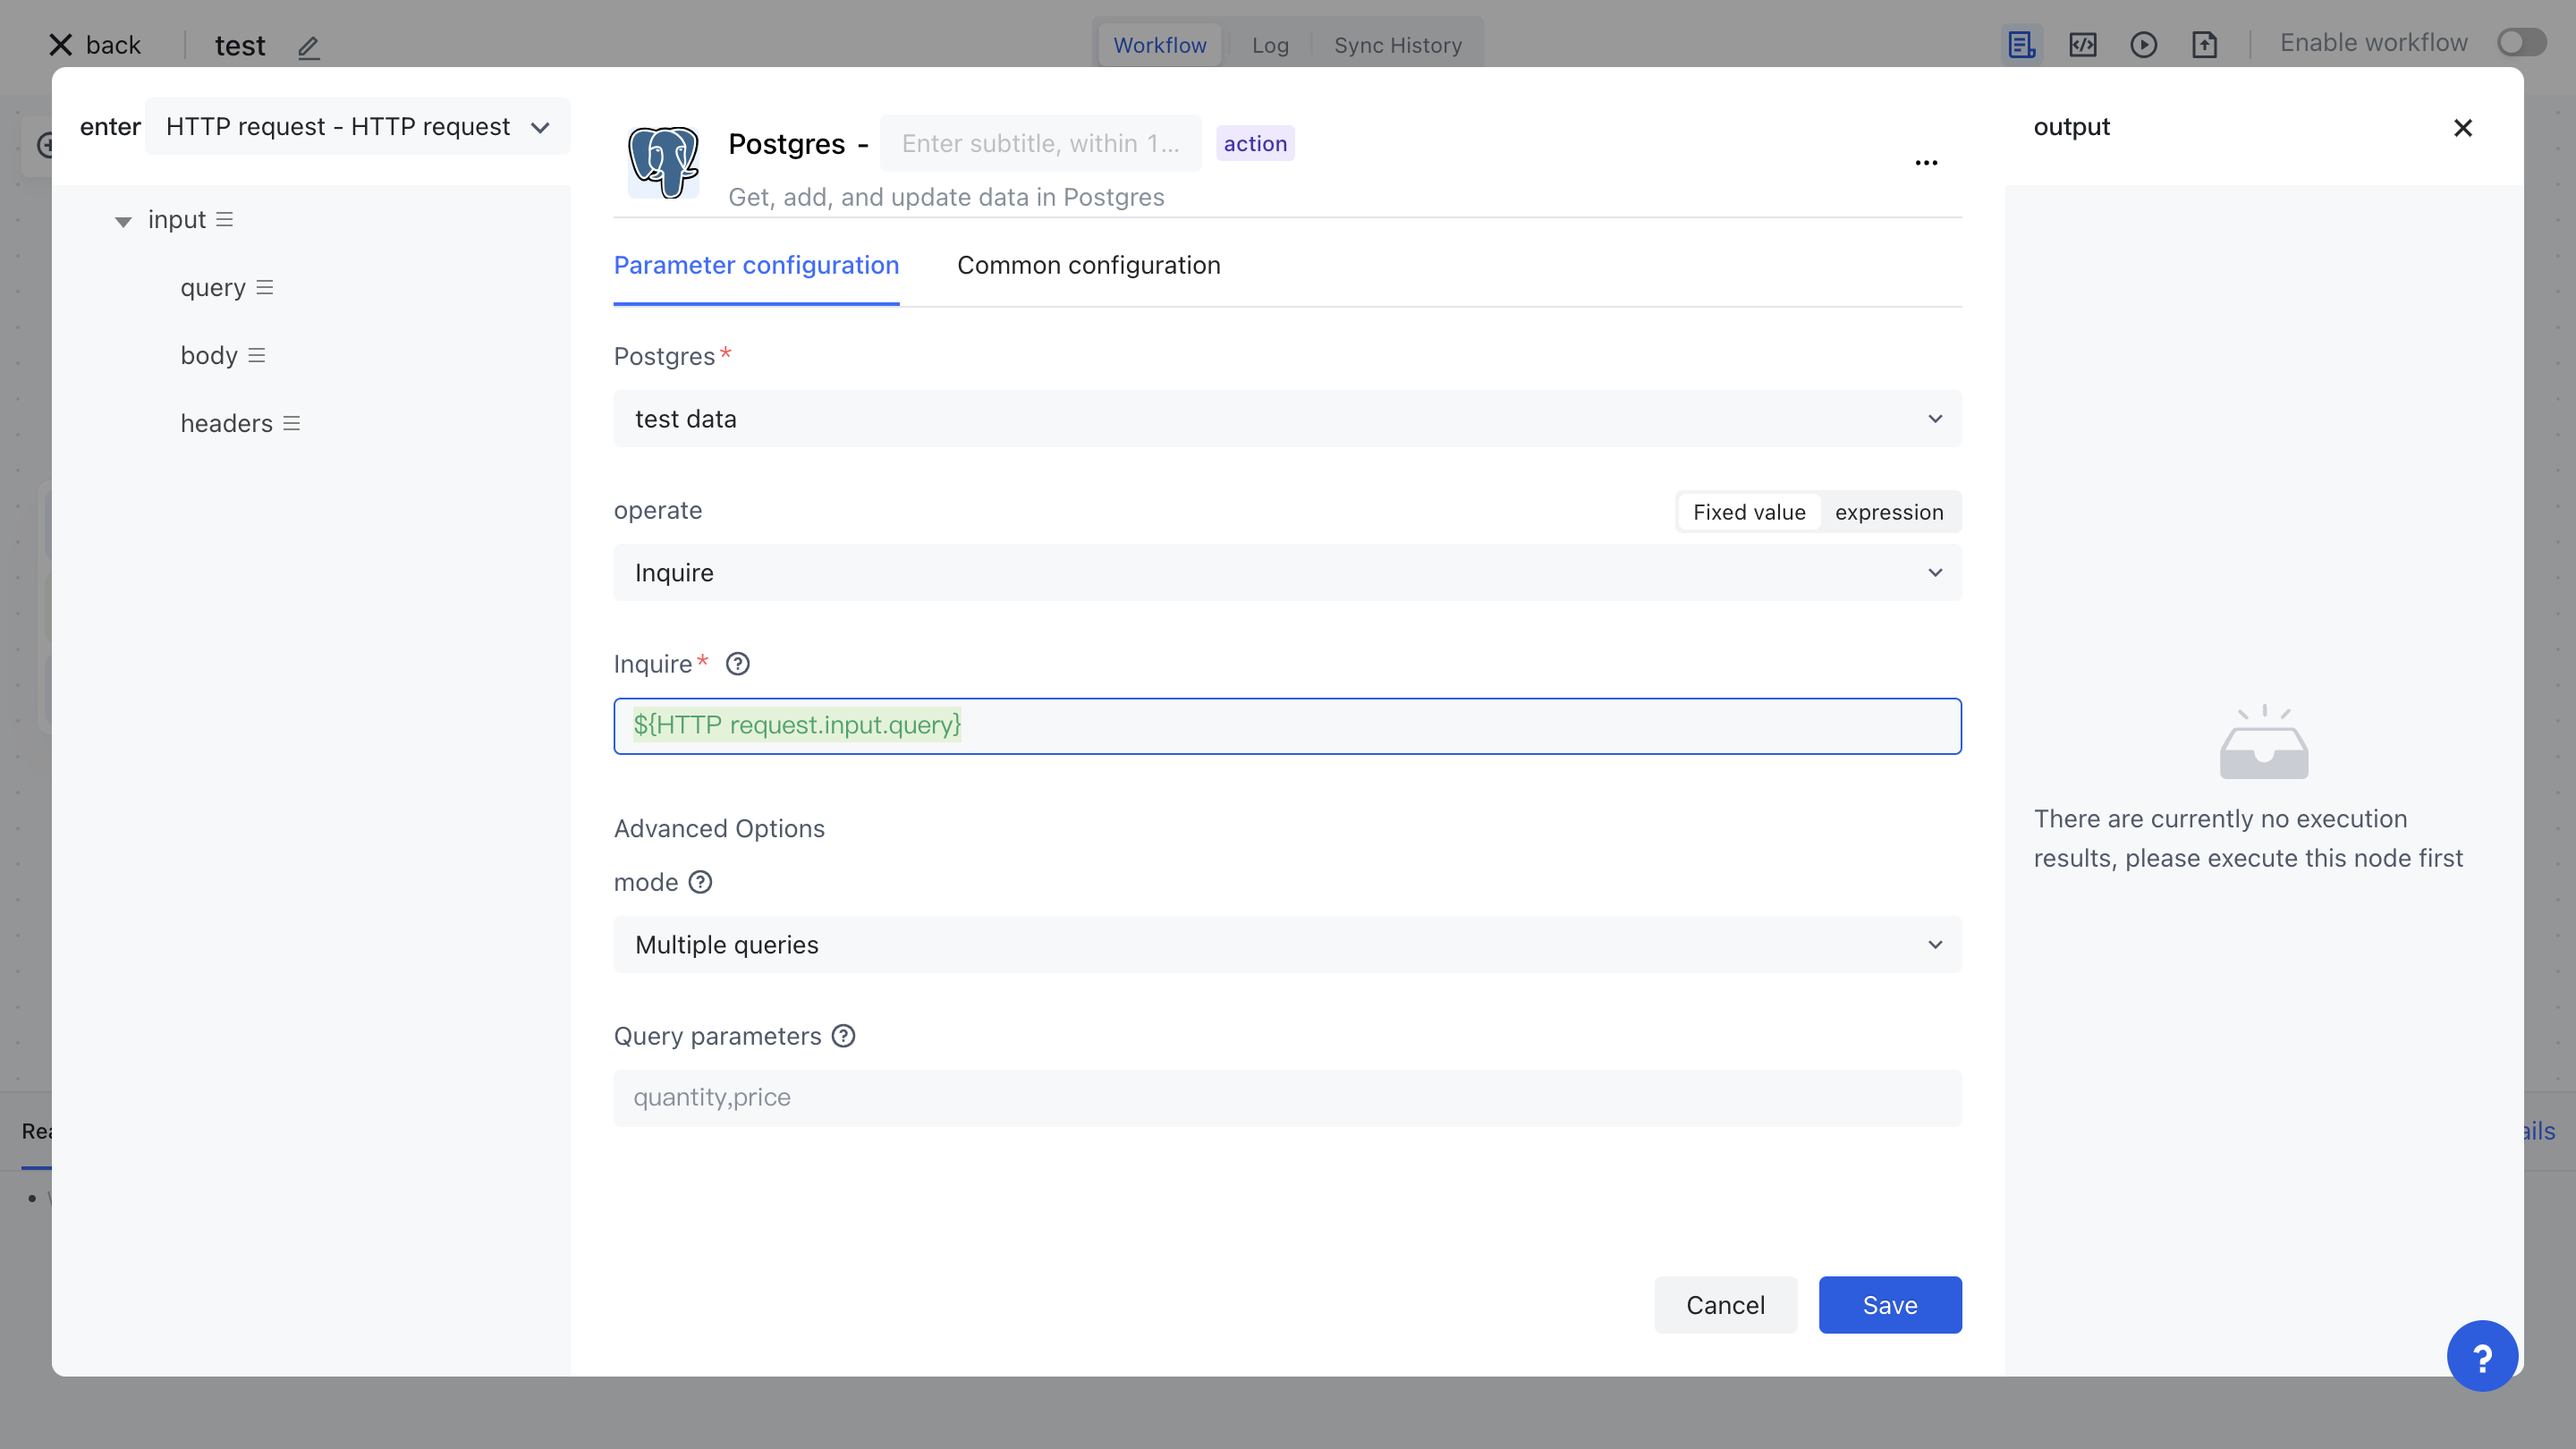 back
test
Workflow
Log
Sync History
Enable workflow
enter
HTTP request - HTTP request
input
query
body
headers
Postgres -
Enter subtitle, within 1...
action
Get, add, and update data in Postgres
Parameter configuration
Common configuration
Postgres*
test data
operate
Fixed value
expression
Inquire
Inquire*
${HTTP request.input.query}
Advanced Options
mode
Multiple queries
Query parameters
quantity,price
Cancel
Save
output
There are currently no execution
results, please execute this node first
?